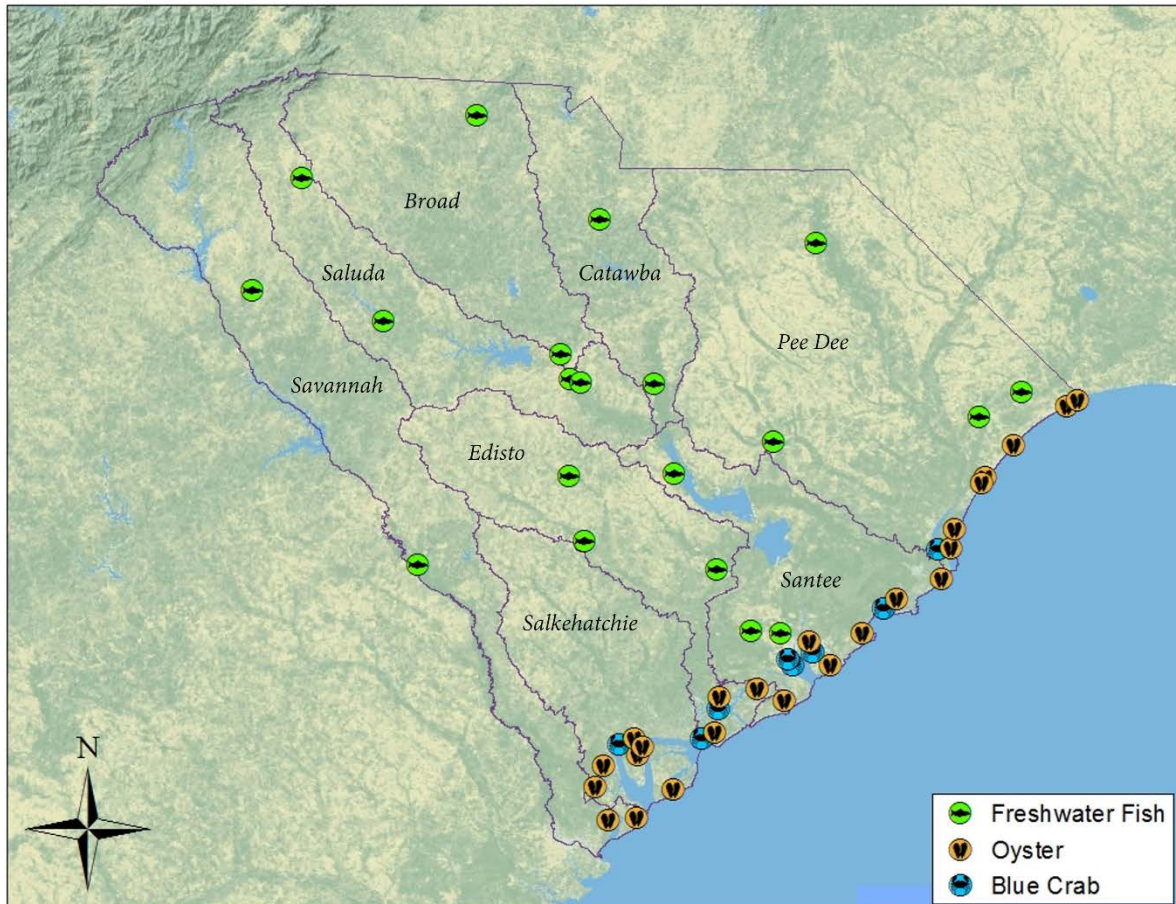 Broad
Saluda
Catawba
Pee Dee
Savannah
Edisto
Santee
Salkehatchie
N
Freshwater Fish
Oyster
Blue Crab